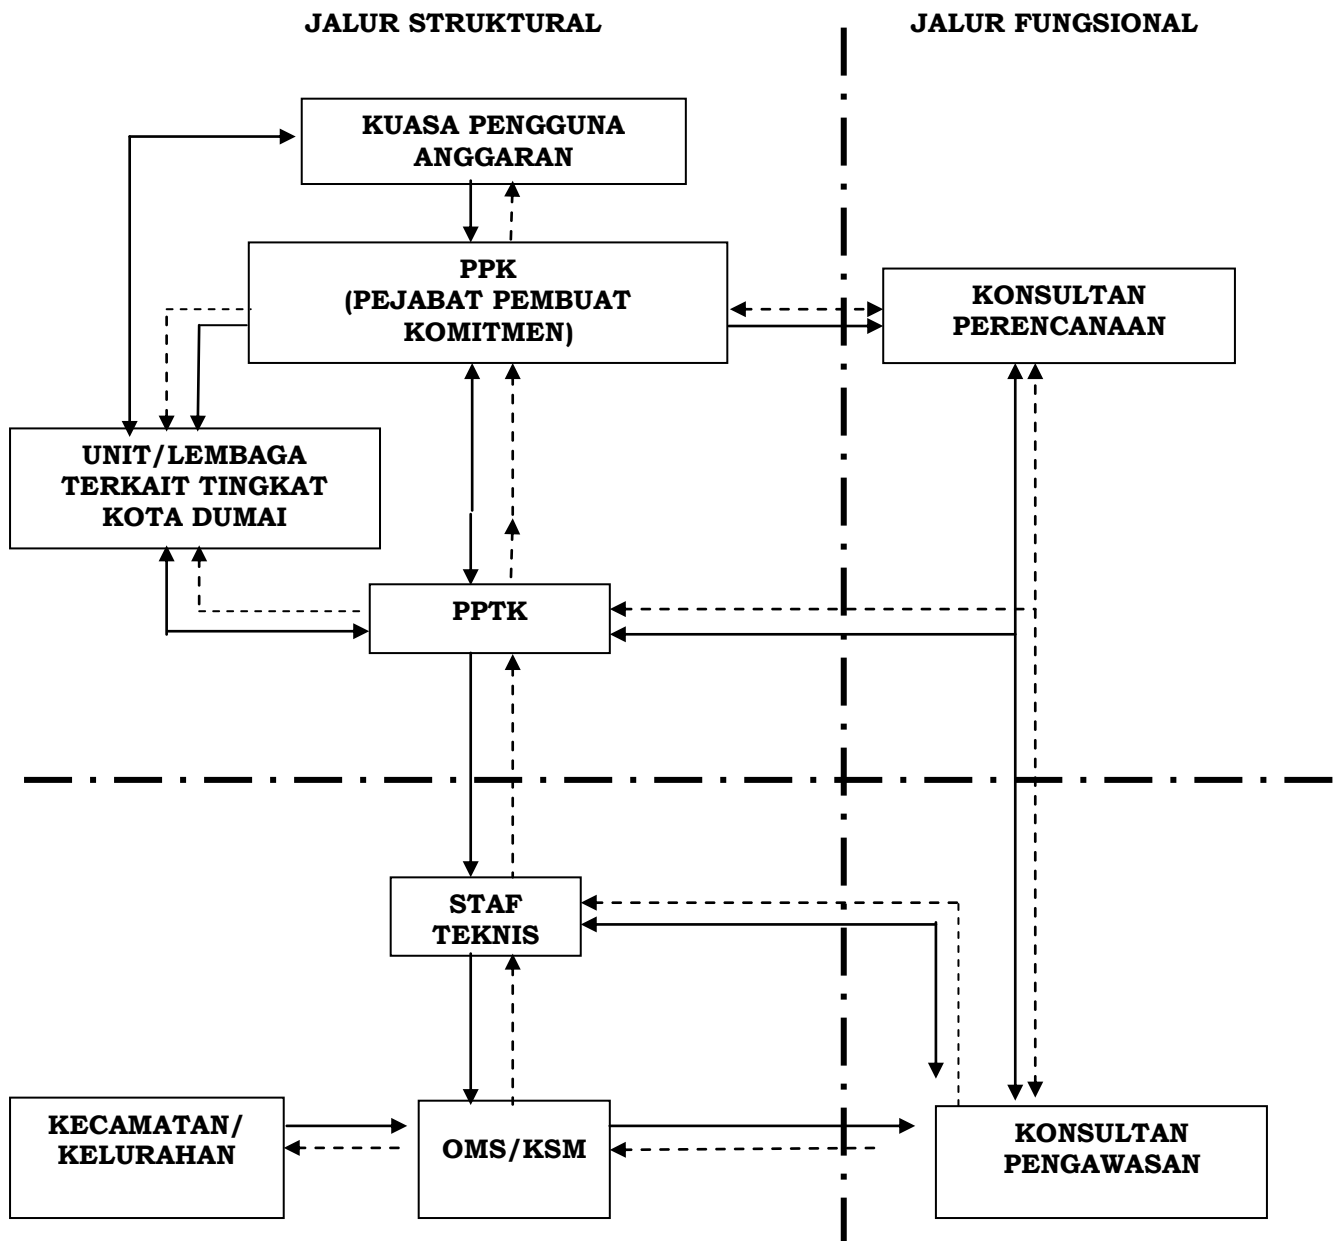 JALUR STRUKTURAL
JALUR FUNGSIONAL
KUASA PENGGUNA
ANGGARAN
PPK
(PEJABAT PEMBUAT
KOMITMEN)
KONSULTAN
PERENCANAAN
UNIT/LEMBAGA
TERKAIT TINGKAT
KOTA DUMAI
PPTK
STAF
TEKNIS
KECAMATAN/
KELURAHAN
OMS/KSM
KONSULTAN
PENGAWASAN